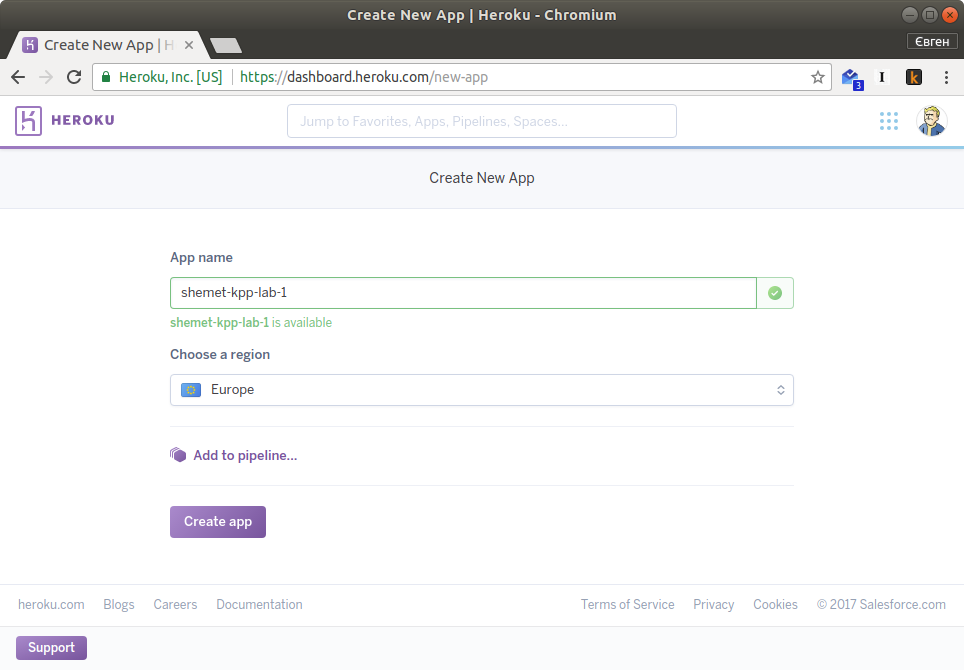 Create New App | Heroku - Chromium
Create New App | H
Євген
Heroku, Inc. [US] https://dashboard.heroku.com/new-app
3
I
k
HEROKU
Jump to Favorites, Apps, Pipelines, Spaces...
Create New App
App name
shemet-kpp-lab-1
shemet-kpp-lab-1 is available
Choose a region
Europe
Add to pipeline...
Create app
heroku.com Blogs Careers Documentation Terms of Service Privacy Cookies © 2017 Salesforce.com
Support